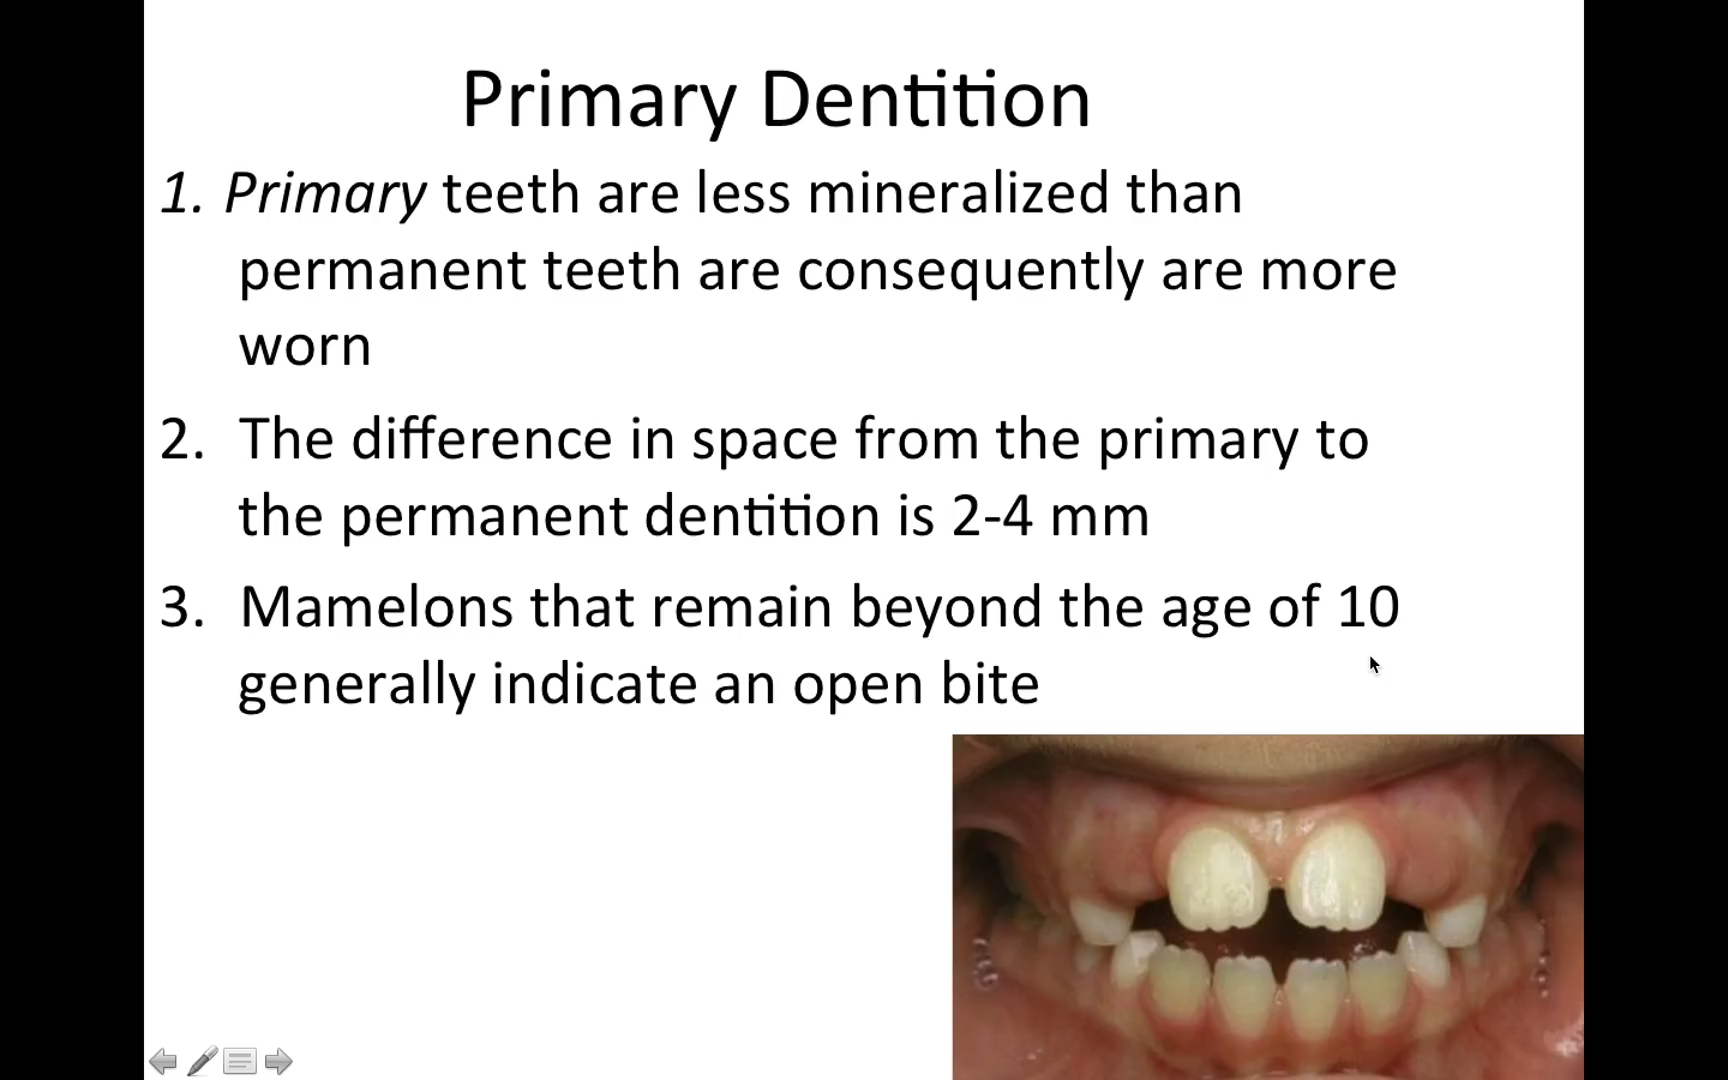 Primary Dentition
1. Primary teeth are less mineralized than
permanent teeth are consequently are more
worn
2. The difference in space from the primary to
the permanent dentition is 2-4 mm
3. Mamelons that remain beyond the age of 10
generally indicate an open bite